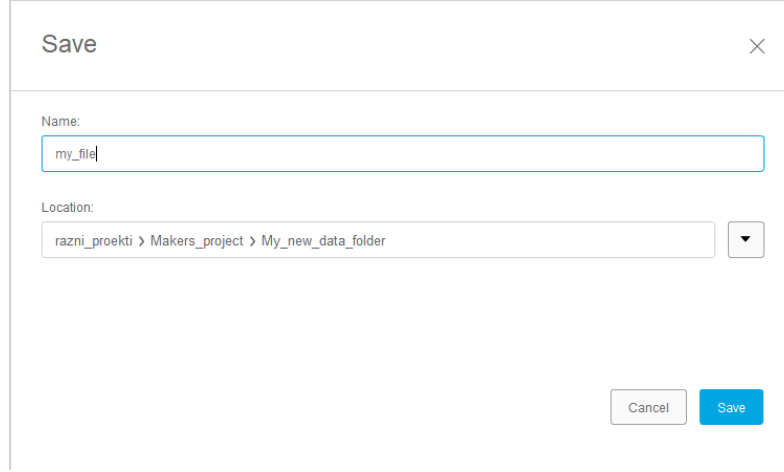 Save
Name:
my_file
Location:
razni_proekti > Makers_project > My_new_data_folder
Cancel Save